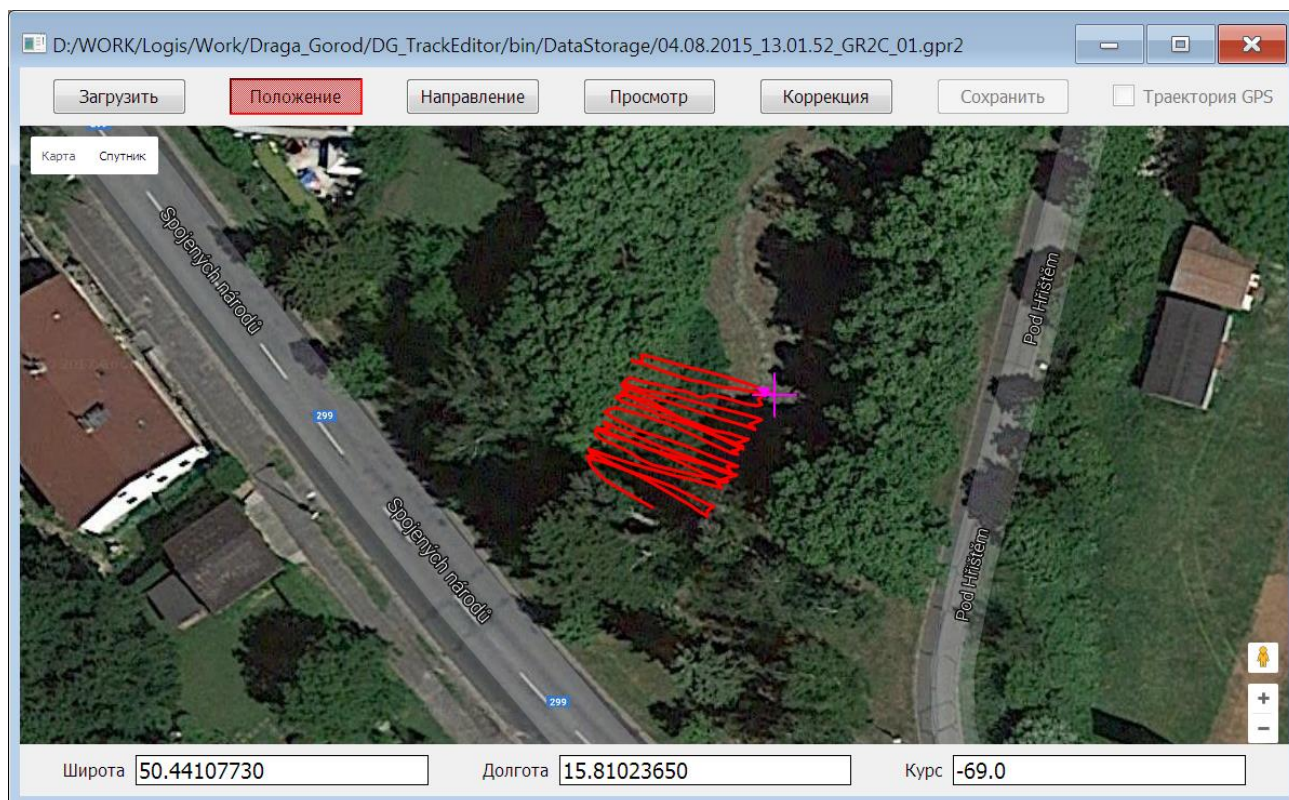 D:/WORK/Logis/Work/Draga_Gorod/DG_TrackEditor/bin/DataStorage/04.08.2015_13.01.52_GR2C_01.gpr2
Загрузить Положение Направление Просмотр Коррекция Сохранить Траектория GPS
Карта Спутник
Spojených národů
Pod Hřištěm
299
Spojených národů
Pod Hřištěm
299
+
−
Широта 50.44107730 Долгота 15.81023650 Курс -69.0